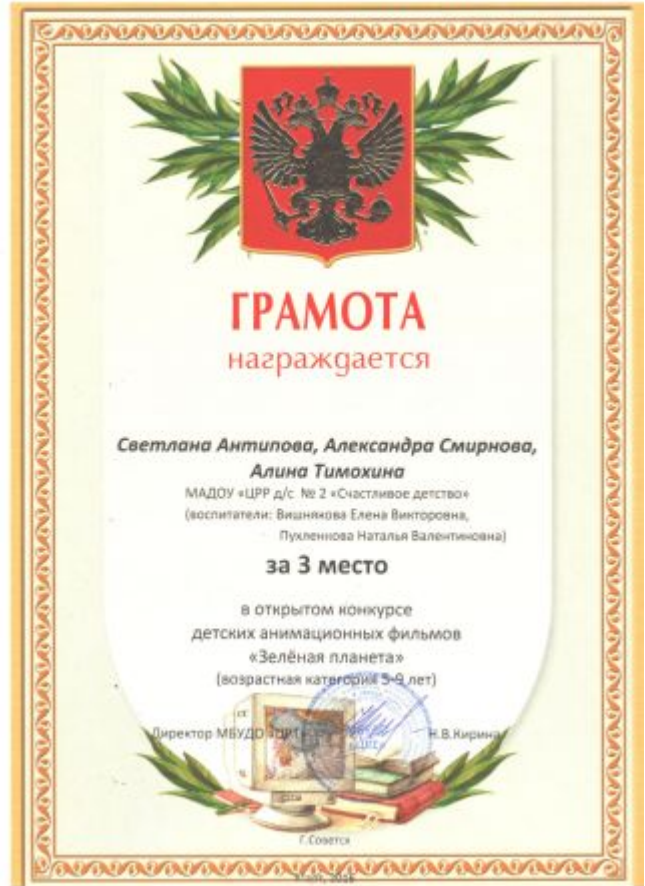 ГРАМОТА
награждается
Светлана Антипова, Александра Смирнова,
Алина Тимохина
МАДОУ «ЦРР д/с № 2 «Счастливое детство»
(воспитатели: Вишнякова Елена Викторовна,
Пухленкова Наталья Валентиновна)
за 3 место
в открытом конкурсе
детских анимационных фильмов
«Зелёная планета»
(возрастная категория 5-9 лет)
Директор МБУДО Н.В.Кирина
Г.Советск